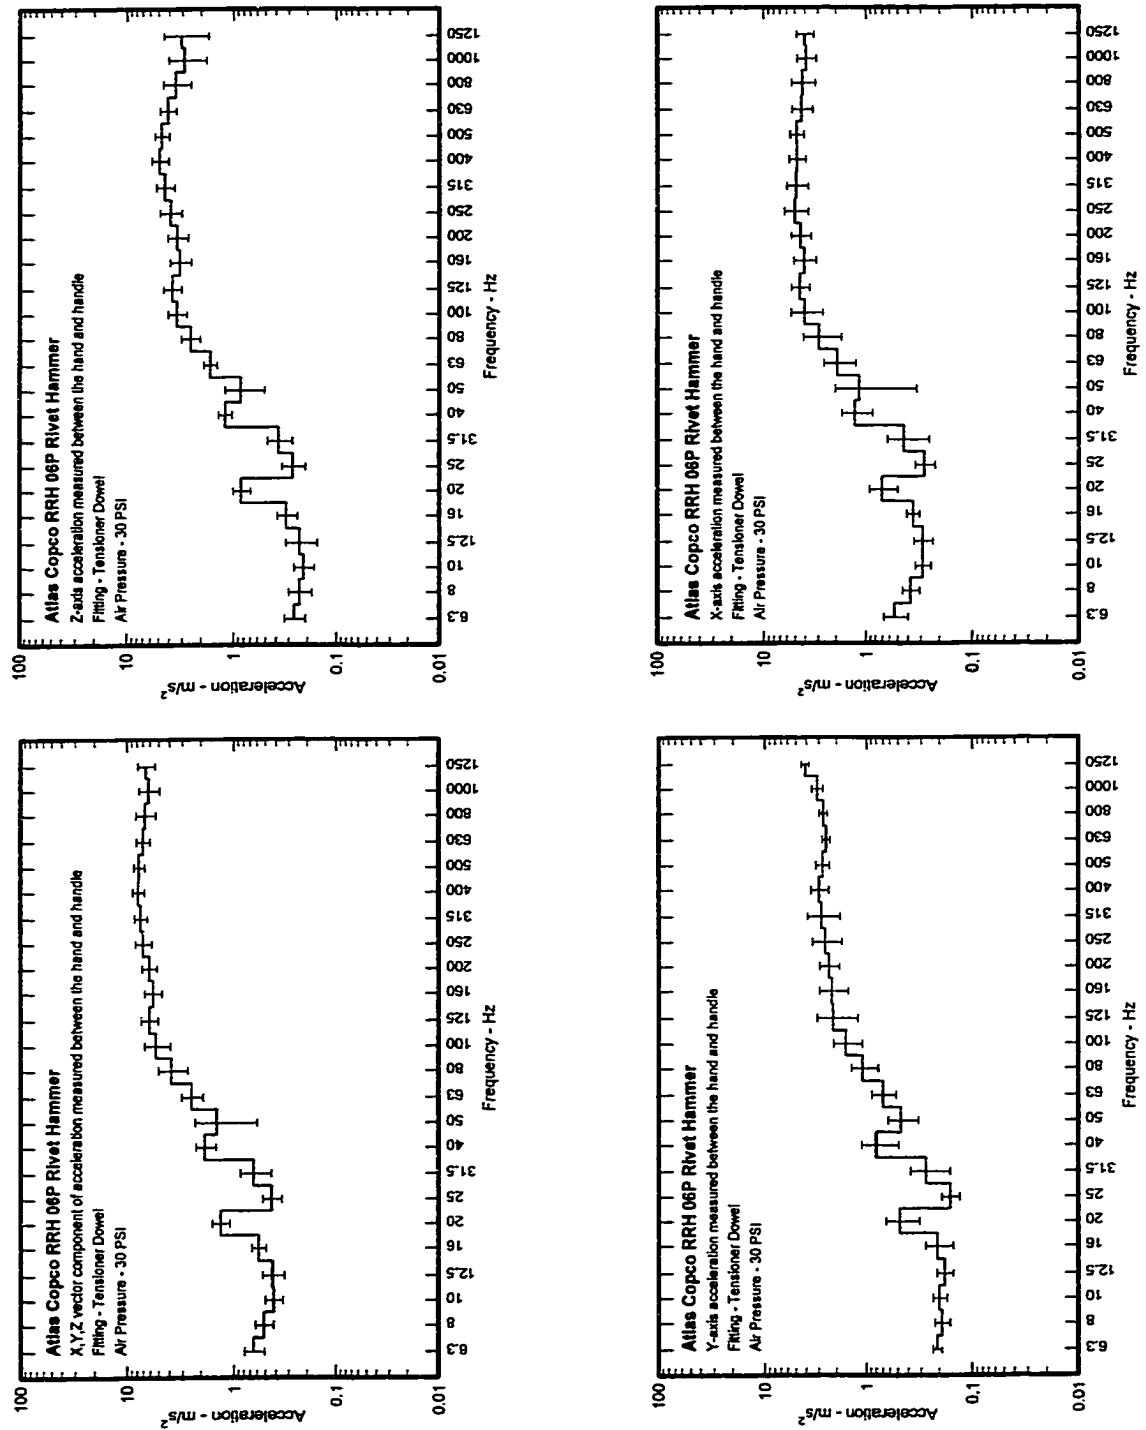 Atlas Copco RRH 06P Rivet Hammer
X,Y,Z vector component of acceleration measured between the hand and handle
Fitting - Tensioner Dowel
Air Pressure - 30 PSI
100
10
1
0.1
0.01
Acceleration - m/s²
6.3 8 10 12.5 16 20 25 31.5 40 50 63 80 100 125 160 200 250 315 400 500 630 800 1000 1250
Frequency - Hz
Atlas Copco RRH 06P Rivet Hammer
Z-axis acceleration measured between the hand and handle
Fitting - Tensioner Dowel
Air Pressure - 30 PSI
100
10
1
0.1
0.01
Acceleration - m/s²
6.3 8 10 12.5 16 20 25 31.5 40 50 63 80 100 125 160 200 250 315 400 500 630 800 1000 1250
Frequency - Hz
Atlas Copco RRH 06P Rivet Hammer
Y-axis acceleration measured between the hand and handle
Fitting - Tensioner Dowel
Air Pressure - 30 PSI
100
10
1
0.1
0.01
Acceleration - m/s²
6.3 8 10 12.5 16 20 25 31.5 40 50 63 80 100 125 160 200 250 315 400 500 630 800 1000 1250
Frequency - Hz
Atlas Copco RRH 06P Rivet Hammer
X-axis acceleration measured between the hand and handle
Fitting - Tensioner Dowel
Air Pressure - 30 PSI
100
10
1
0.1
0.01
Acceleration - m/s²
6.3 8 10 12.5 16 20 25 31.5 40 50 63 80 100 125 160 200 250 315 400 500 630 800 1000 1250
Frequency - Hz